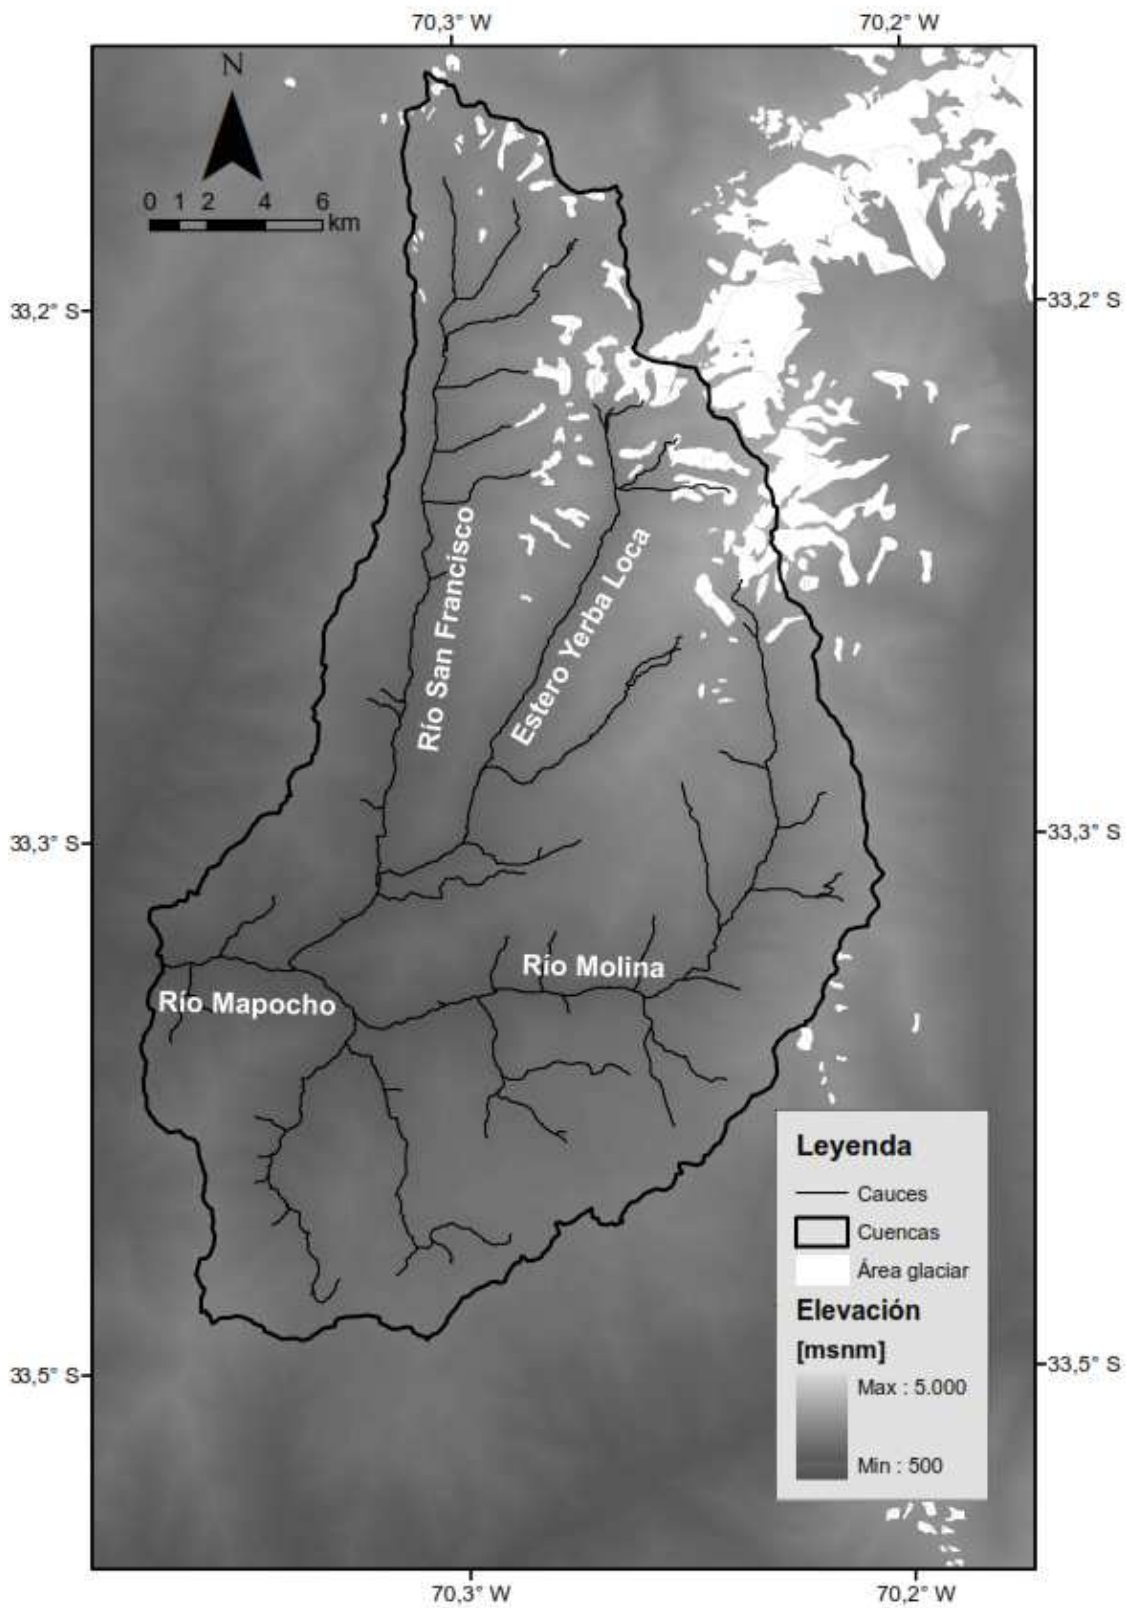 70,3° W
70,2° W
N
0 1 2 4 6
km
33,2° S
33,2° S
Río San Francisco
Estero Yerba Loca
33,3° S
33,3° S
Río Molina
Río Mapocho
Leyenda
Cauces
Cuencas
Área glaciar
Elevación
[msnm]
Max : 5.000
Min : 500
33,5° S
33,5° S
70,3° W
70,2° W